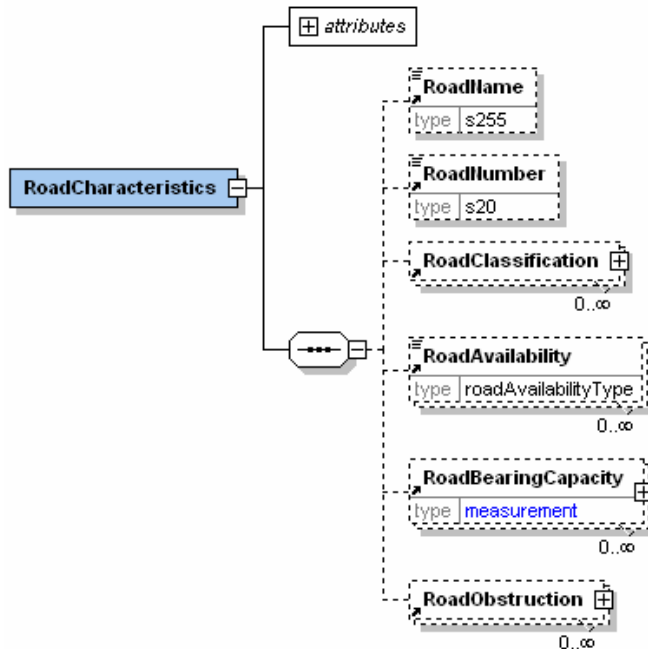 attributes
RoadName
type s255
RoadCharacteristics
RoadNumber
type s20
RoadClassification
0..∞
RoadAvailability
type roadAvailabilityType
0..∞
RoadBearingCapacity
type measurement
0..∞
RoadObstruction
0..∞